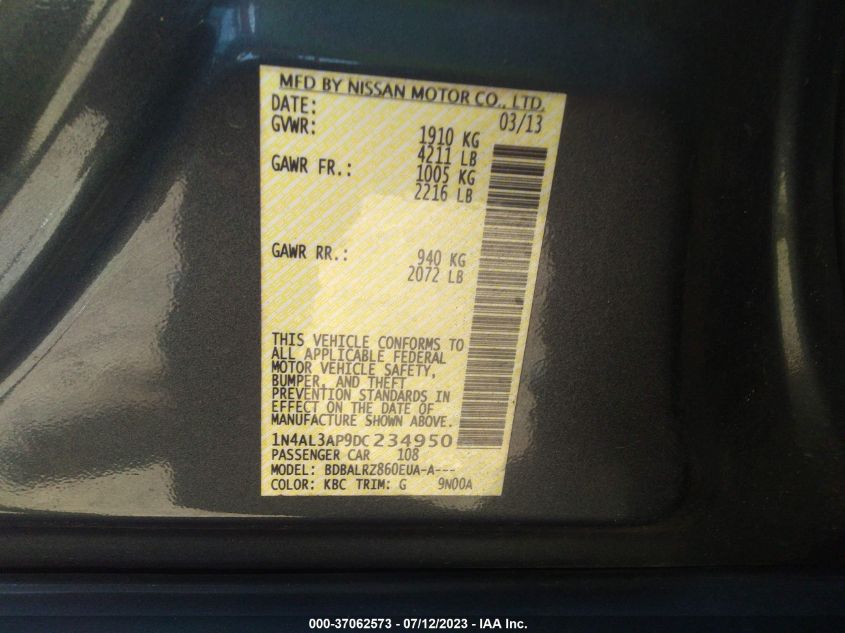 MFD BY NISSAN MOTOR CO., LTD.
DATE: 03/13
GVWR: 1910 KG
4211 LB
GAWR FR.: 1005 KG
2216 LB
GAWR RR.: 940 KG
2072 LB
THIS VEHICLE CONFORMS TO
ALL APPLICABLE FEDERAL
MOTOR VEHICLE SAFETY,
BUMPER, AND THEFT
PREVENTION STANDARDS IN
EFFECT ON THE DATE OF
MANUFACTURE SHOWN ABOVE.
1N4AL3AP9DC234950
PASSENGER CAR 108
MODEL: BDBALRZ860EUA-A---
COLOR: KBC TRIM: G 9N00A
000-37062573 - 07/12/2023 - IAA Inc.